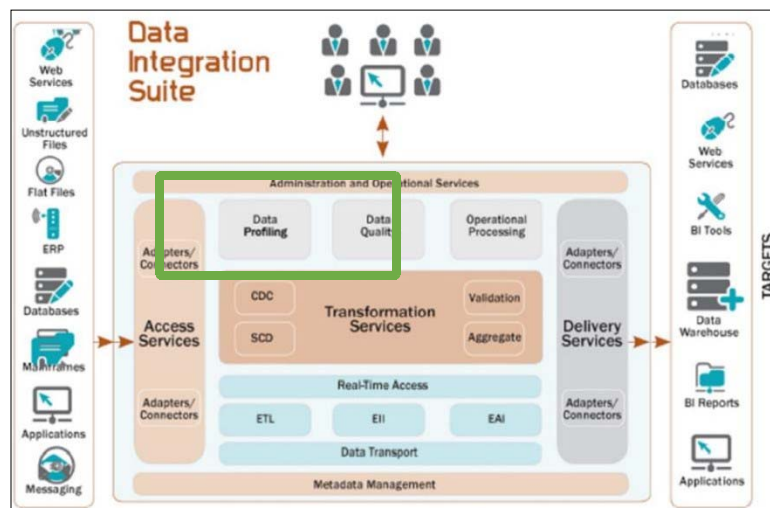 Data
Integration
Suite
Web
Services
Unstructured
Files
Flat Files
ERP
Databases
Mainframes
Applications
Messaging
Administration and Operational Services
Adapters/
Connectors
Access
Services
Adapters/
Connectors
Data
Profiling
Data
Quality
Operational
Processing
CDC
SCD
Transformation
Services
Validation
Aggregate
Real-Time Access
ETL
EII
EAI
Data Transport
Metadata Management
Adapters/
Connectors
Delivery
Services
Adapters/
Connectors
Databases
Web
Services
BI Tools
Data
Warehouse
BI Reports
Applications
TARGETS